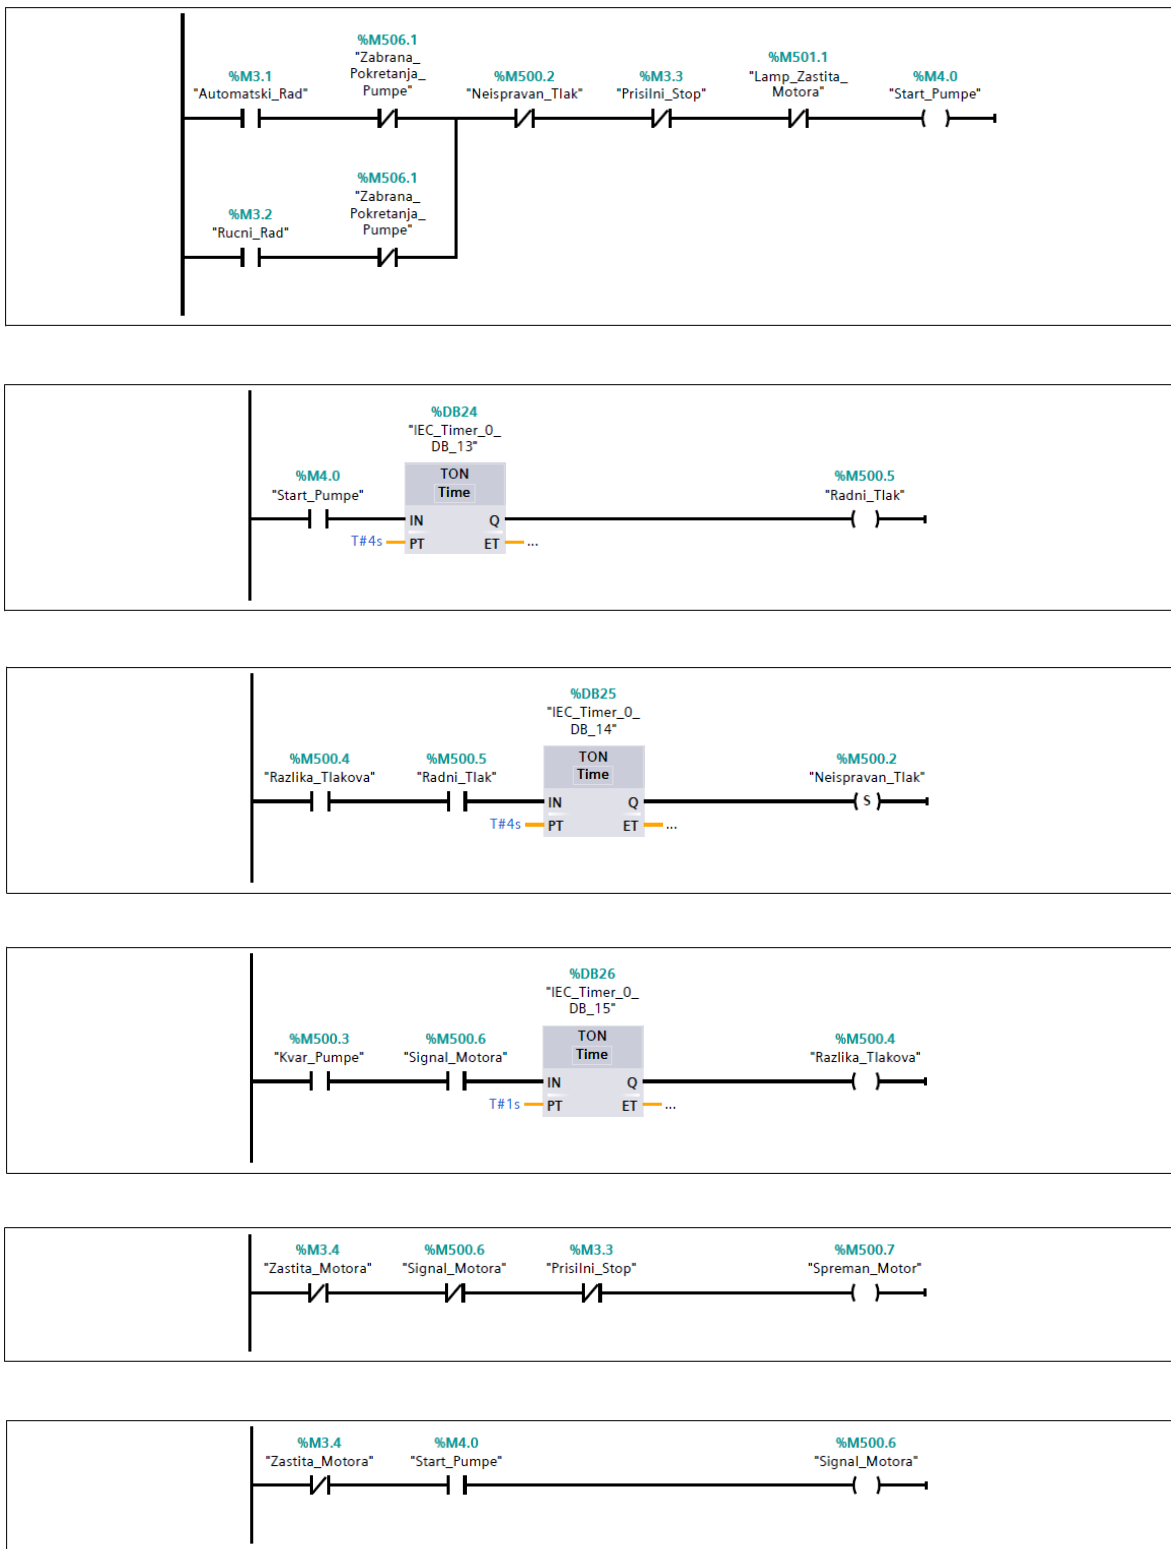 %M506.1
"Zabrana_
Pokretanja_
Pumpe"
%M3.1
"Automatski_Rad"
%M500.2
"Neispravan_Tlak"
%M3.3
"Prisilni_Stop"
%M501.1
"Lamp_Zastita_
Motora"
%M4.0
"Start_Pumpe"
%M506.1
"Zabrana_
Pokretanja_
Pumpe"
%M3.2
"Rucni_Rad"
%DB24
"IEC_Timer_0_
DB_13"
%M4.0
"Start_Pumpe"
TON
Time
%M500.5
"Radni_Tlak"
IN Q
T#4s PT ET ...
%DB25
"IEC_Timer_0_
DB_14"
%M500.4
"Razlika_Tlakova"
%M500.5
"Radni_Tlak"
TON
Time
%M500.2
"Neispravan_Tlak"
IN Q
S
T#4s PT ET ...
%DB26
"IEC_Timer_0_
DB_15"
%M500.3
"Kvar_Pumpe"
%M500.6
"Signal_Motora"
TON
Time
%M500.4
"Razlika_Tlakova"
IN Q
T#1s PT ET ...
%M3.4
"Zastita_Motora"
%M500.6
"Signal_Motora"
%M3.3
"Prisilni_Stop"
%M500.7
"Spreman_Motor"
%M3.4
"Zastita_Motora"
%M4.0
"Start_Pumpe"
%M500.6
"Signal_Motora"